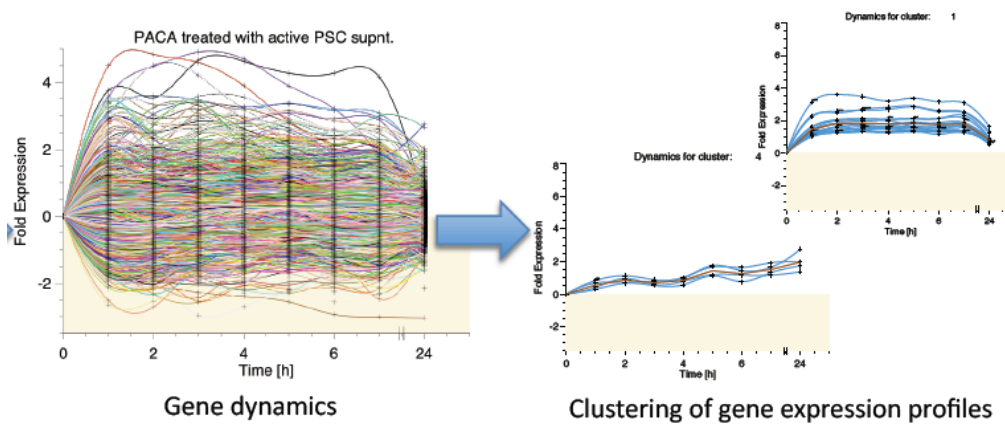 PACA treated with active PSC supnt.
Fold Expression
4
2
0
-2
0 2 4 6 24
Time [h]
Gene dynamics
Dynamics for cluster: 4
Fold Expression
4
2
0
-2
0 2 4 6 24
Time [h]
Dynamics for cluster: 1
Fold Expression
8
6
4
2
0
-2
0 2 4 6 24
Time [h]
Clustering of gene expression profiles